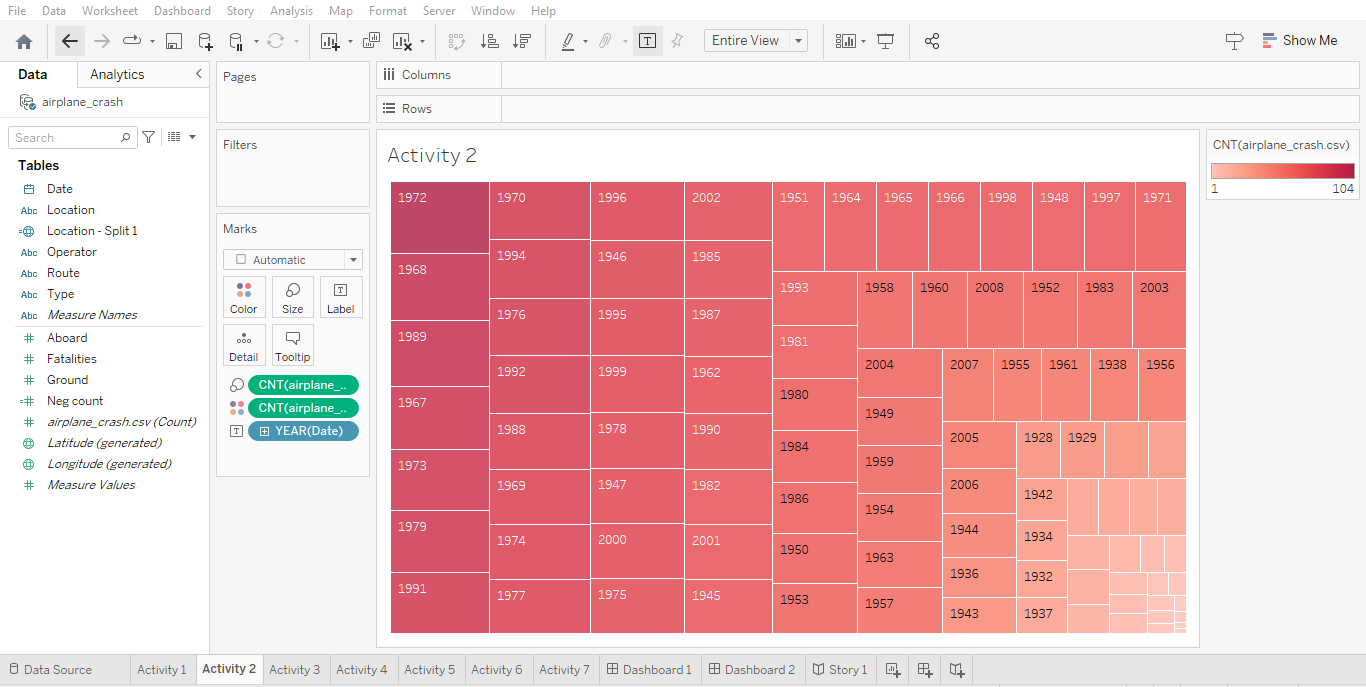 File Data Worksheet Dashboard Story Analysis Map Format Server Window Help
Entire View
Show Me
Data Analytics
airplane_crash
Search
Tables
Date
Abc Location
Location - Split 1
Abc Operator
Abc Route
Abc Type
Abc Measure Names
Aboard
Fatalities
Ground
Neg count
airplane_crash.csv (Count)
Latitude (generated)
Longitude (generated)
Measure Values
Pages
Filters
Marks
Automatic
Color Size Label
Detail Tooltip
CNT(airplane_..
CNT(airplane_..
YEAR(Date)
Columns
Rows
Activity 2
1972
1968
1989
1967
1973
1979
1991
1970
1994
1976
1992
1988
1969
1974
1977
1996
1946
1995
1999
1978
1947
2000
1975
2002
1985
1987
1962
1990
1982
2001
1945
1951 1964 1965 1966 1998 1948 1997 1971
1993
1981
1980
1984
1986
1950
1953
1958 1960 2008 1952 1983 2003
2004
1949
1959
1954
1963
1957
2007 1955 1961 1938 1956
2005
2006
1944
1936
1943
1928 1929
1942
1934
1932
1937
CNT(airplane_crash.csv)
1 104
Data Source Activity 1 Activity 2 Activity 3 Activity 4 Activity 5 Activity 6 Activity 7 Dashboard 1 Dashboard 2 Story 1